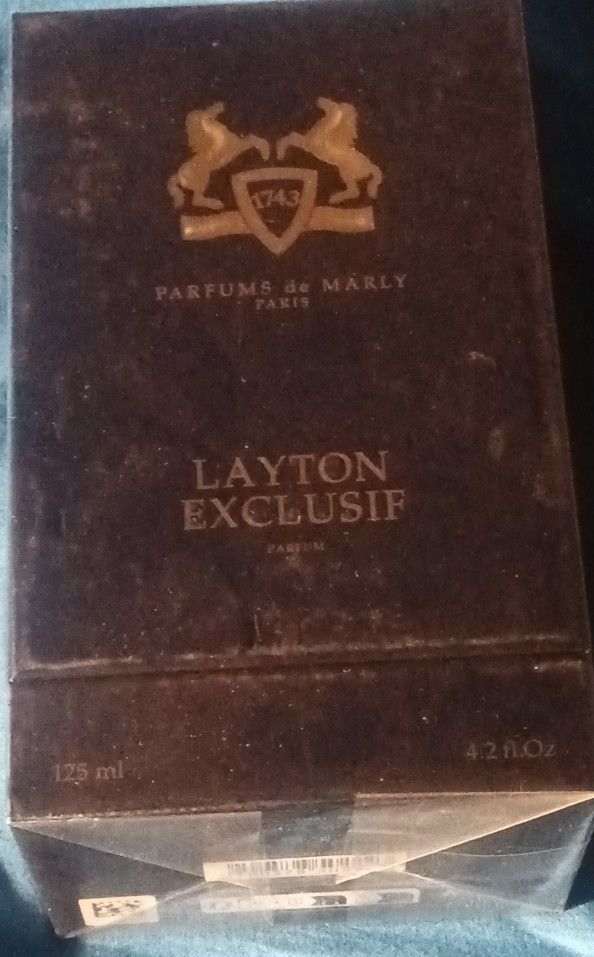 1743
PARFUMS de MARLY
PARIS
LAYTON
EXCLUSIF
PARFUM
125 ml
4.2 fl.Oz